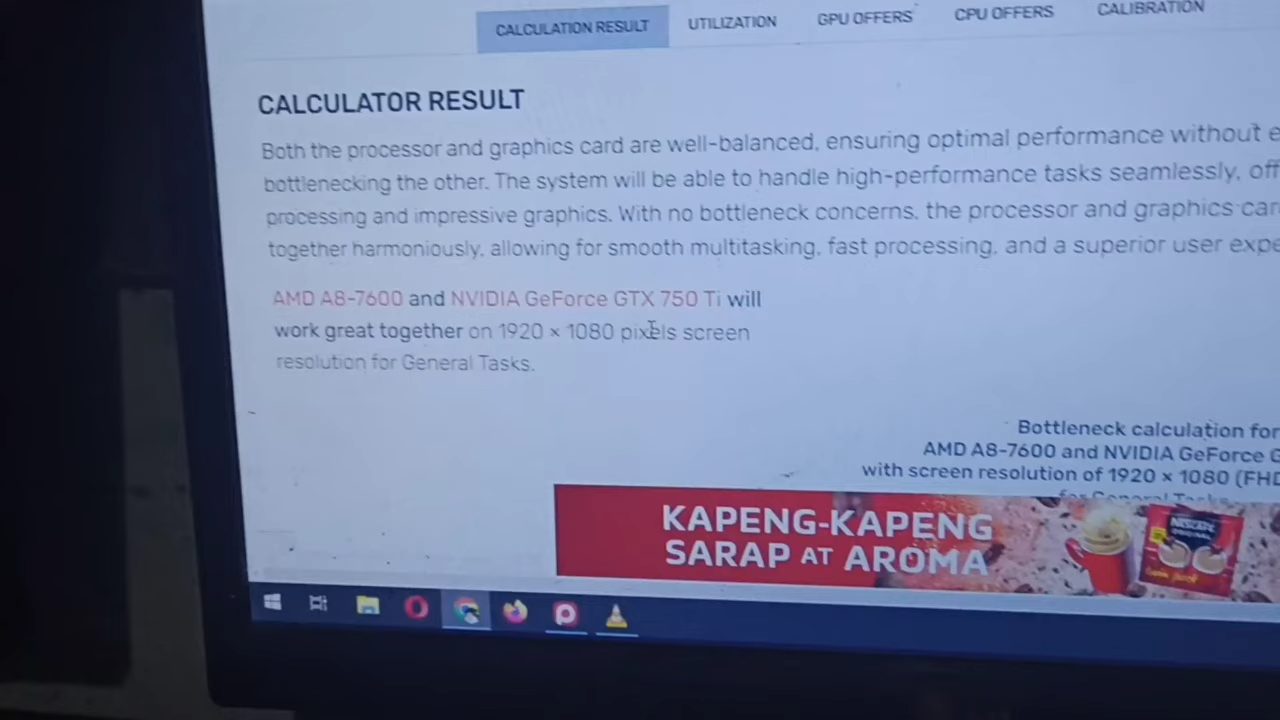 CALCULATION RESULT UTILIZATION GPU OFFERS CPU OFFERS CALIBRATION
CALCULATOR RESULT
Both the processor and graphics card are well-balanced, ensuring optimal performance without
bottlenecking the other. The system will be able to handle high-performance tasks seamlessly,
processing and impressive graphics. With no bottleneck concerns, the processor and graphics
together harmoniously, allowing for smooth multitasking, fast processing, and a superior user
AMD A8-7600 and NVIDIA GeForce GTX 750 Ti will
work great together on 1920 × 1080 pixels screen
resolution for General Tasks.
Bottleneck calculation for
AMD A8-7600 and NVIDIA GeForce
with screen resolution of 1920 × 1080 (FHD
for General Tasks
KAPENG-KAPENG
SARAP AT AROMA
NESCAFÉ